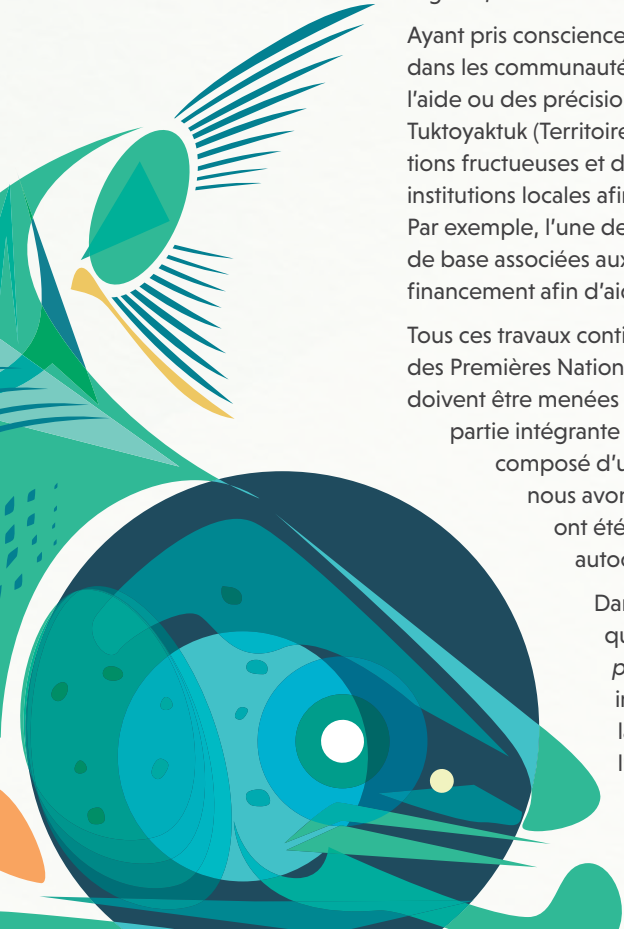 Ayant pris conscience
dans les communauté
l'aide ou des précisio
Tuktoyaktuk (Territoire
tions fructueuses et d
institutions locales afin
Par exemple, l'une de
de base associées aux
financement afin d'aid
Tous ces travaux conti
des Premières Nation
doivent être menées
partie intégrante
composé d'u
nous avon
ont été
autoc
Dan
qu
p
in
la
l